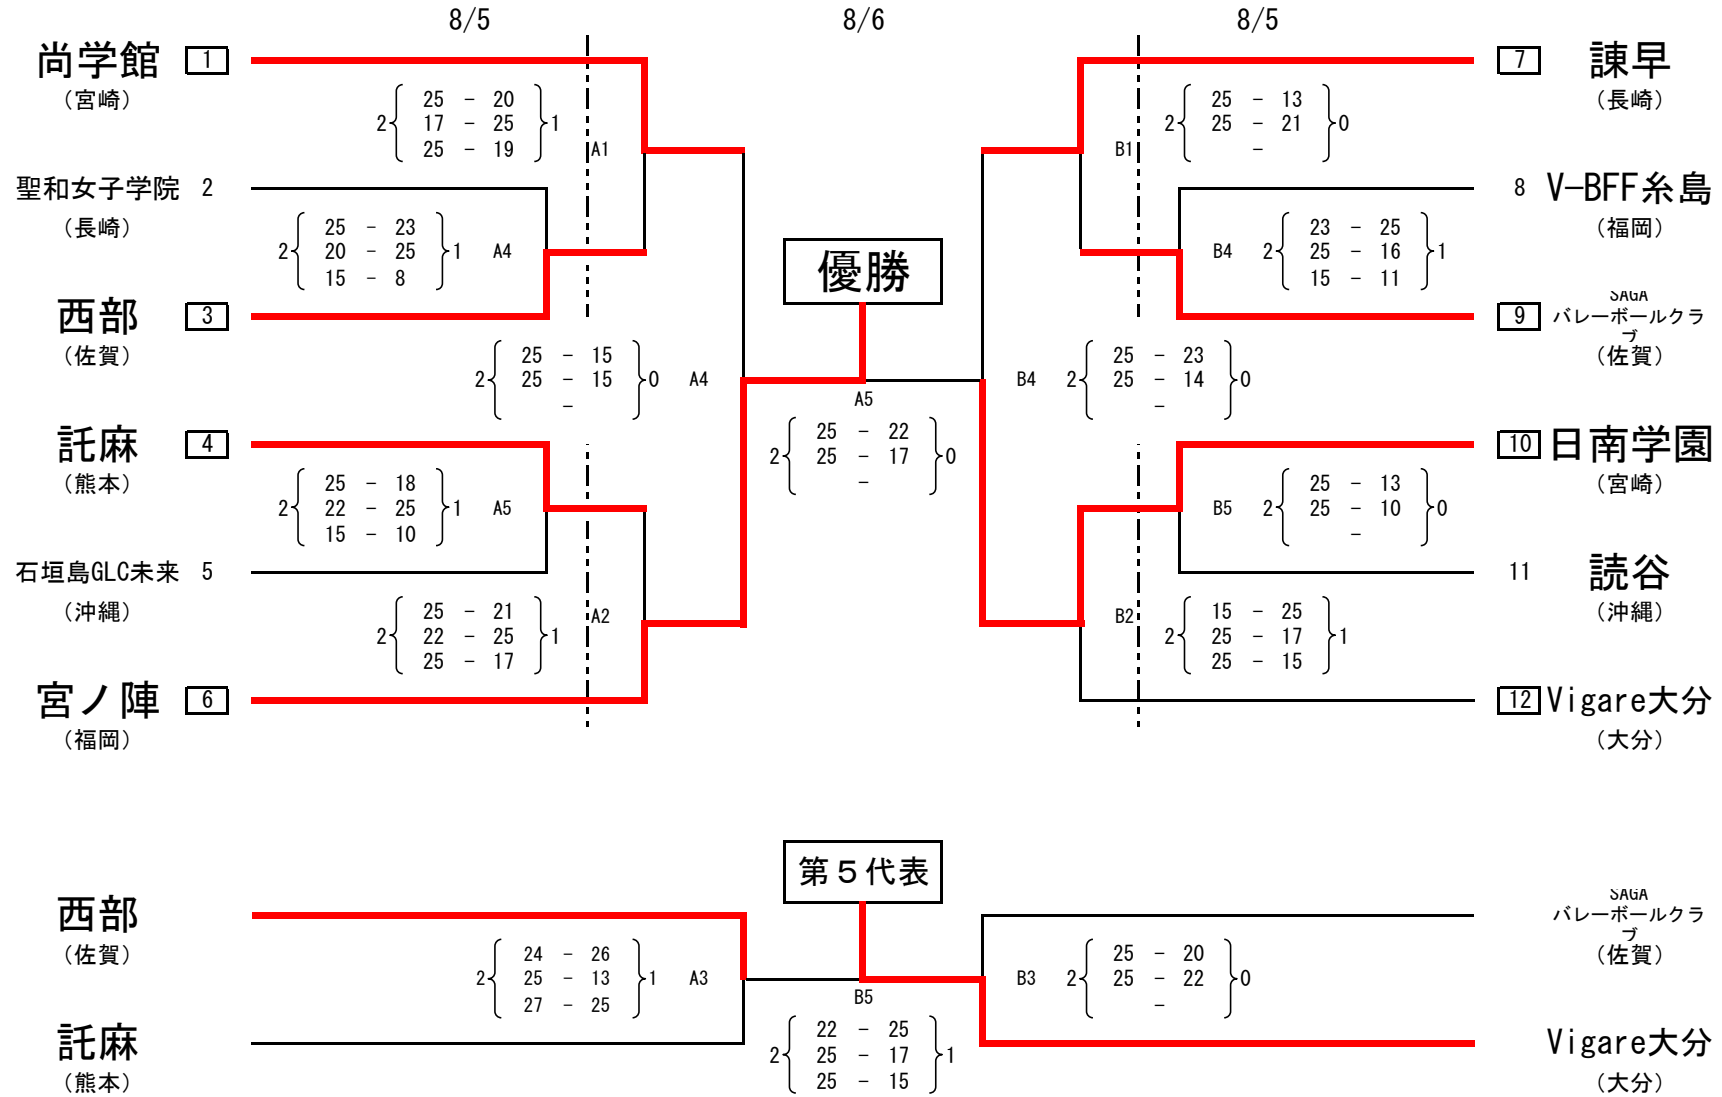 8/5 8/6 8/5
尚学館 1
(宮崎)
25 - 20
2 17 - 25 1
25 - 19
A1
聖和女子学院 2
(長崎)
25 - 23
2 20 - 25 1 A4
15 - 8
西部 3
(佐賀)
25 - 15
2 25 - 15 0 A4
-
託麻 4
(熊本)
25 - 18
2 22 - 25 1 A5
15 - 10
石垣島GLC未来 5
(沖縄)
25 - 21
2 22 - 25 1
25 - 17
A2
宮ノ陣 6
(福岡)
優勝
A5
25 - 22
2 25 - 17 0
-
7 諫早
(長崎)
25 - 13
2 25 - 21 0
-
B1
8 V-BFF糸島
(福岡)
23 - 25
B4 2 25 - 16 1
15 - 11
9 SAGA
バレーボールクラ
ブ
(佐賀)
25 - 23
B4 2 25 - 14 0
-
10 日南学園
(宮崎)
25 - 13
B5 2 25 - 10 0
-
11 読谷
(沖縄)
15 - 25
B2 2 25 - 17 1
25 - 15
12 Vigare大分
(大分)
第５代表
西部
(佐賀)
24 - 26
2 25 - 13 1 A3
27 - 25
託麻
(熊本)
B5
22 - 25
2 25 - 17 1
25 - 15
SAGA
バレーボールクラ
ブ
(佐賀)
25 - 20
B3 2 25 - 22 0
-
Vigare大分
(大分)